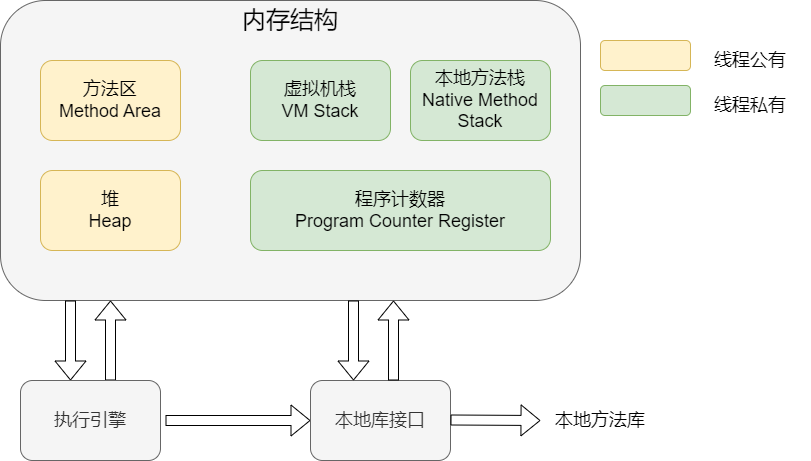 内存结构
方法区
Method Area
虚拟机栈
VM Stack
本地方法栈
Native Method
Stack
线程公有
线程私有
堆
Heap
程序计数器
Program Counter Register
执行引擎
本地库接口
本地方法库